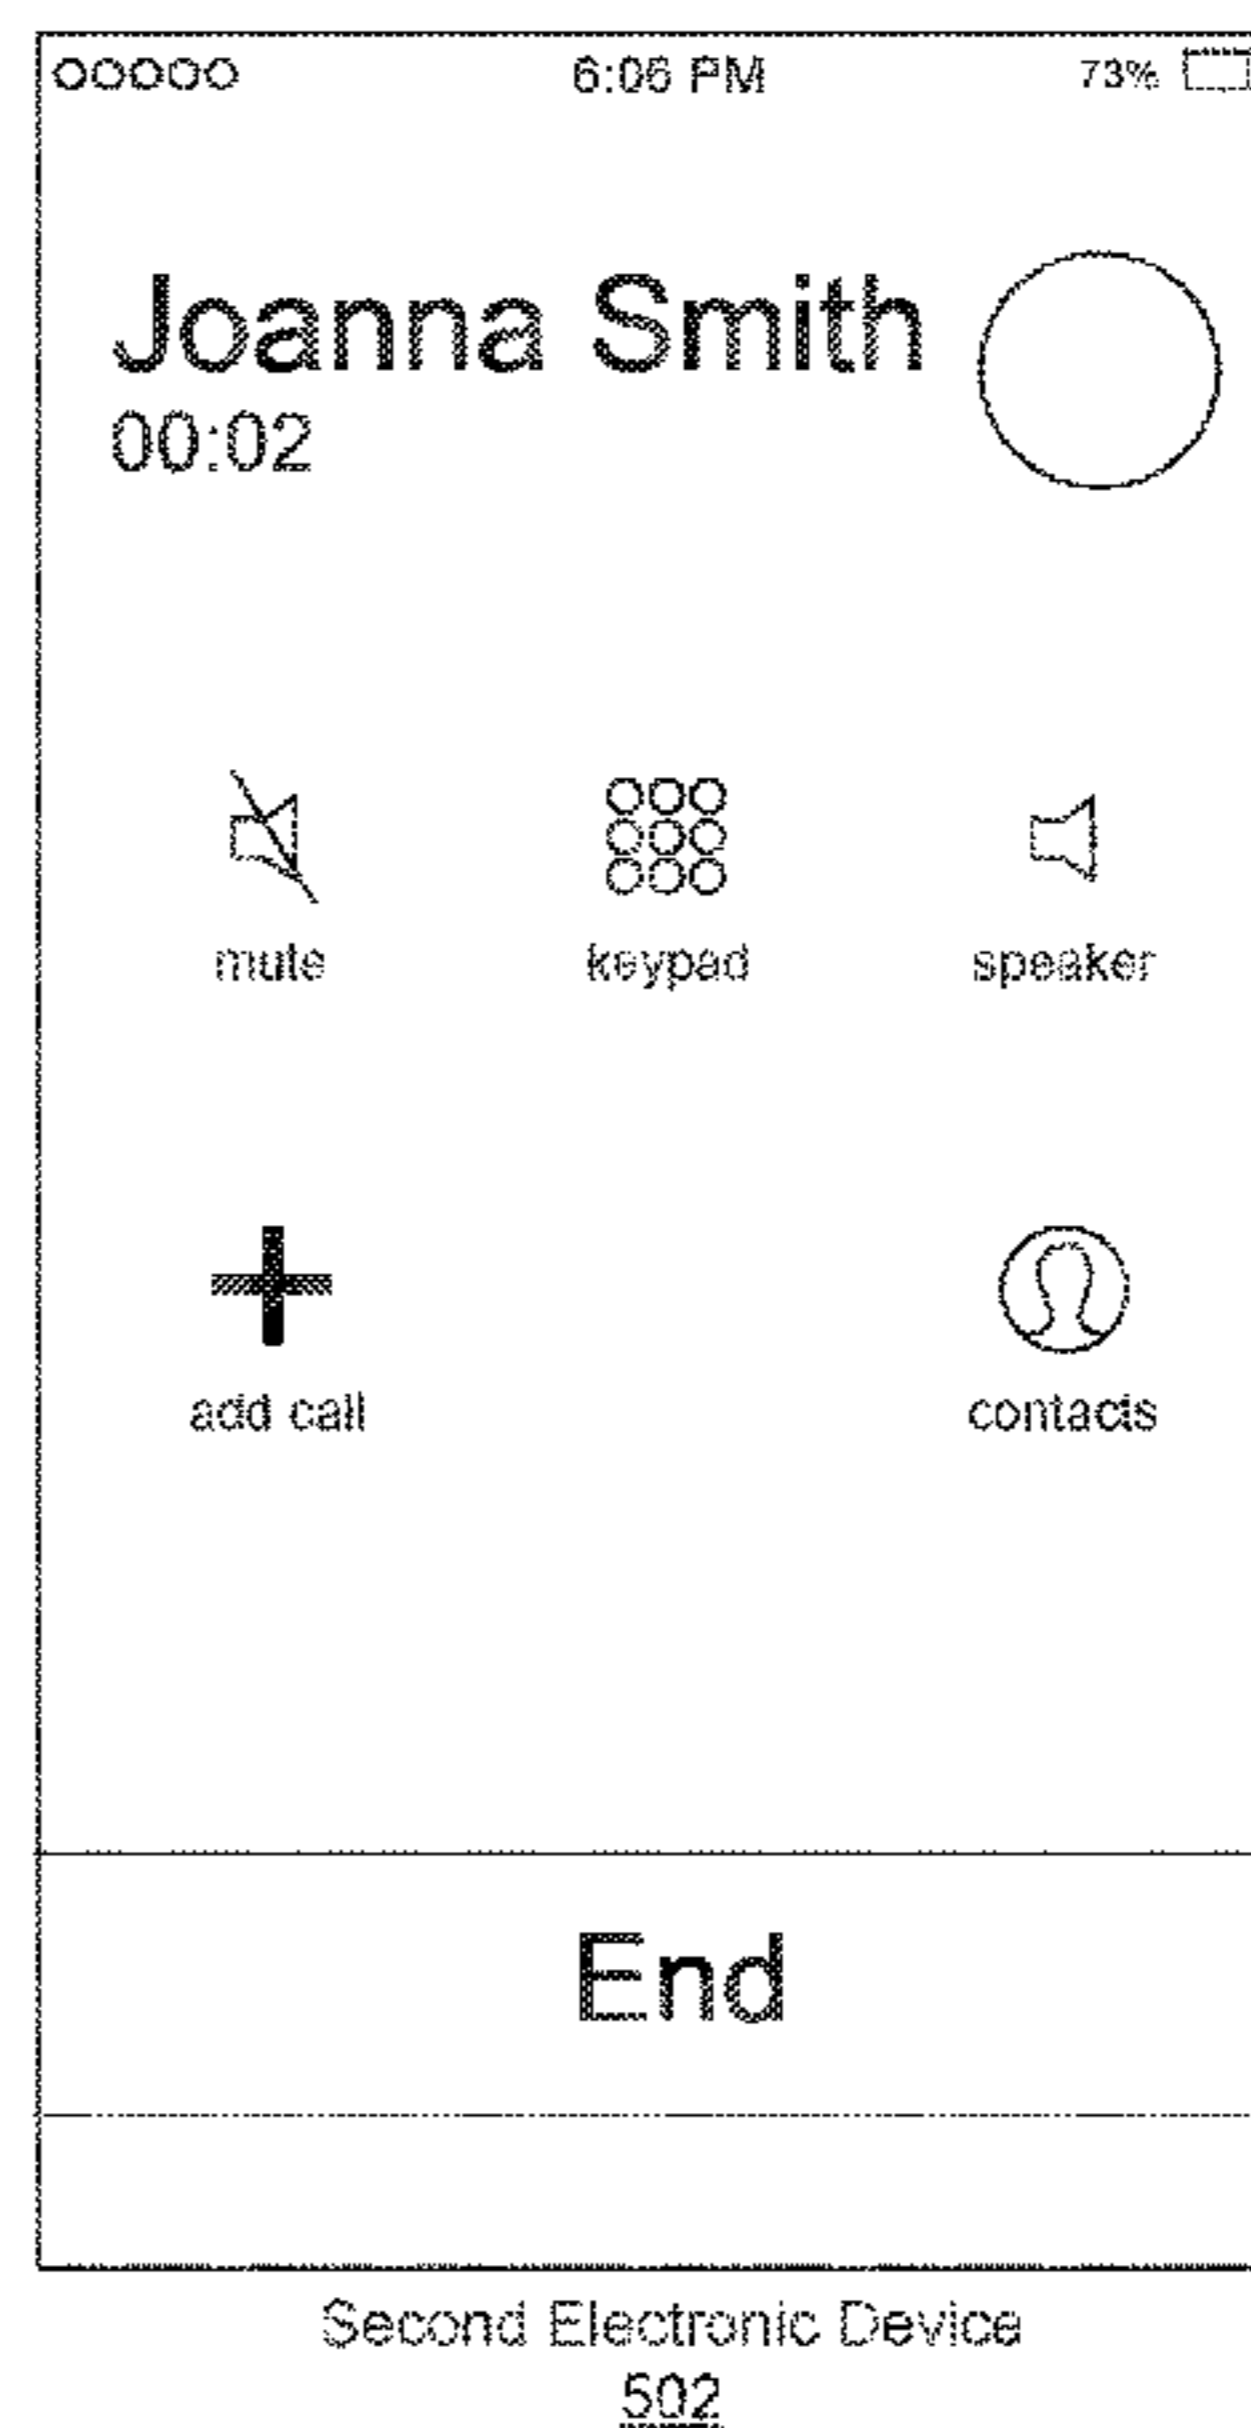 6:06 PM 73%
Joanna Smith
00:02
mute keypad speaker
add call contacts
End
Second Electronic Device
502